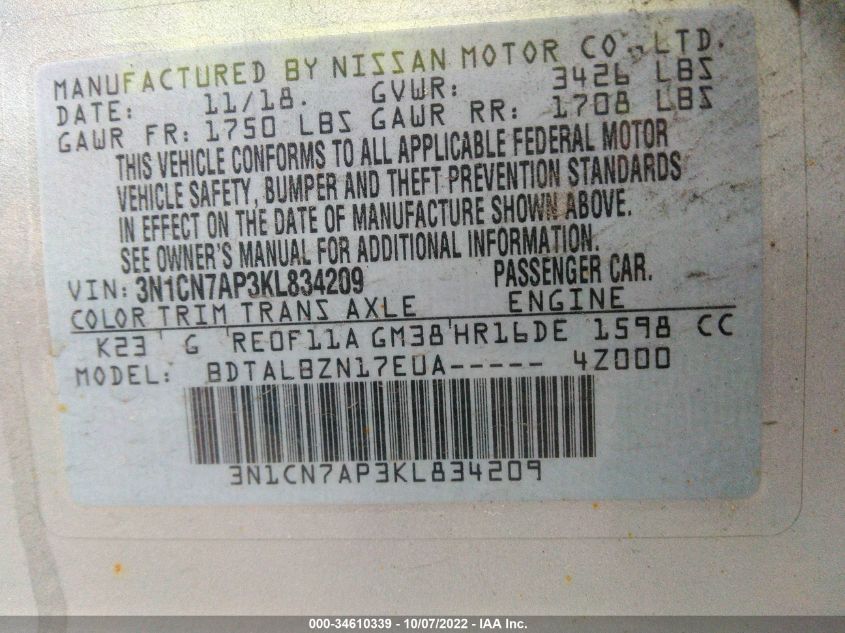 MANUFACTURED BY NISSAN MOTOR CO., LTD.
DATE: 11/18. GVWR: 3426 LBS
GAWR FR: 1750 LBS GAWR RR: 1708 LBS
THIS VEHICLE CONFORMS TO ALL APPLICABLE FEDERAL MOTOR
VEHICLE SAFETY, BUMPER AND THEFT PREVENTION STANDARDS
IN EFFECT ON THE DATE OF MANUFACTURE SHOWN ABOVE.
SEE OWNER'S MANUAL FOR ADDITIONAL INFORMATION.
VIN: 3N1CN7AP3KL834209 PASSENGER CAR.
COLOR TRIM TRANS AXLE ENGINE
K23 G RE0F11A GM38 HR16DE 1598 CC
MODEL: BDTALBZN17EUA----- 4Z000
3N1CN7AP3KL834209
000-34610339 - 10/07/2022 - IAA Inc.